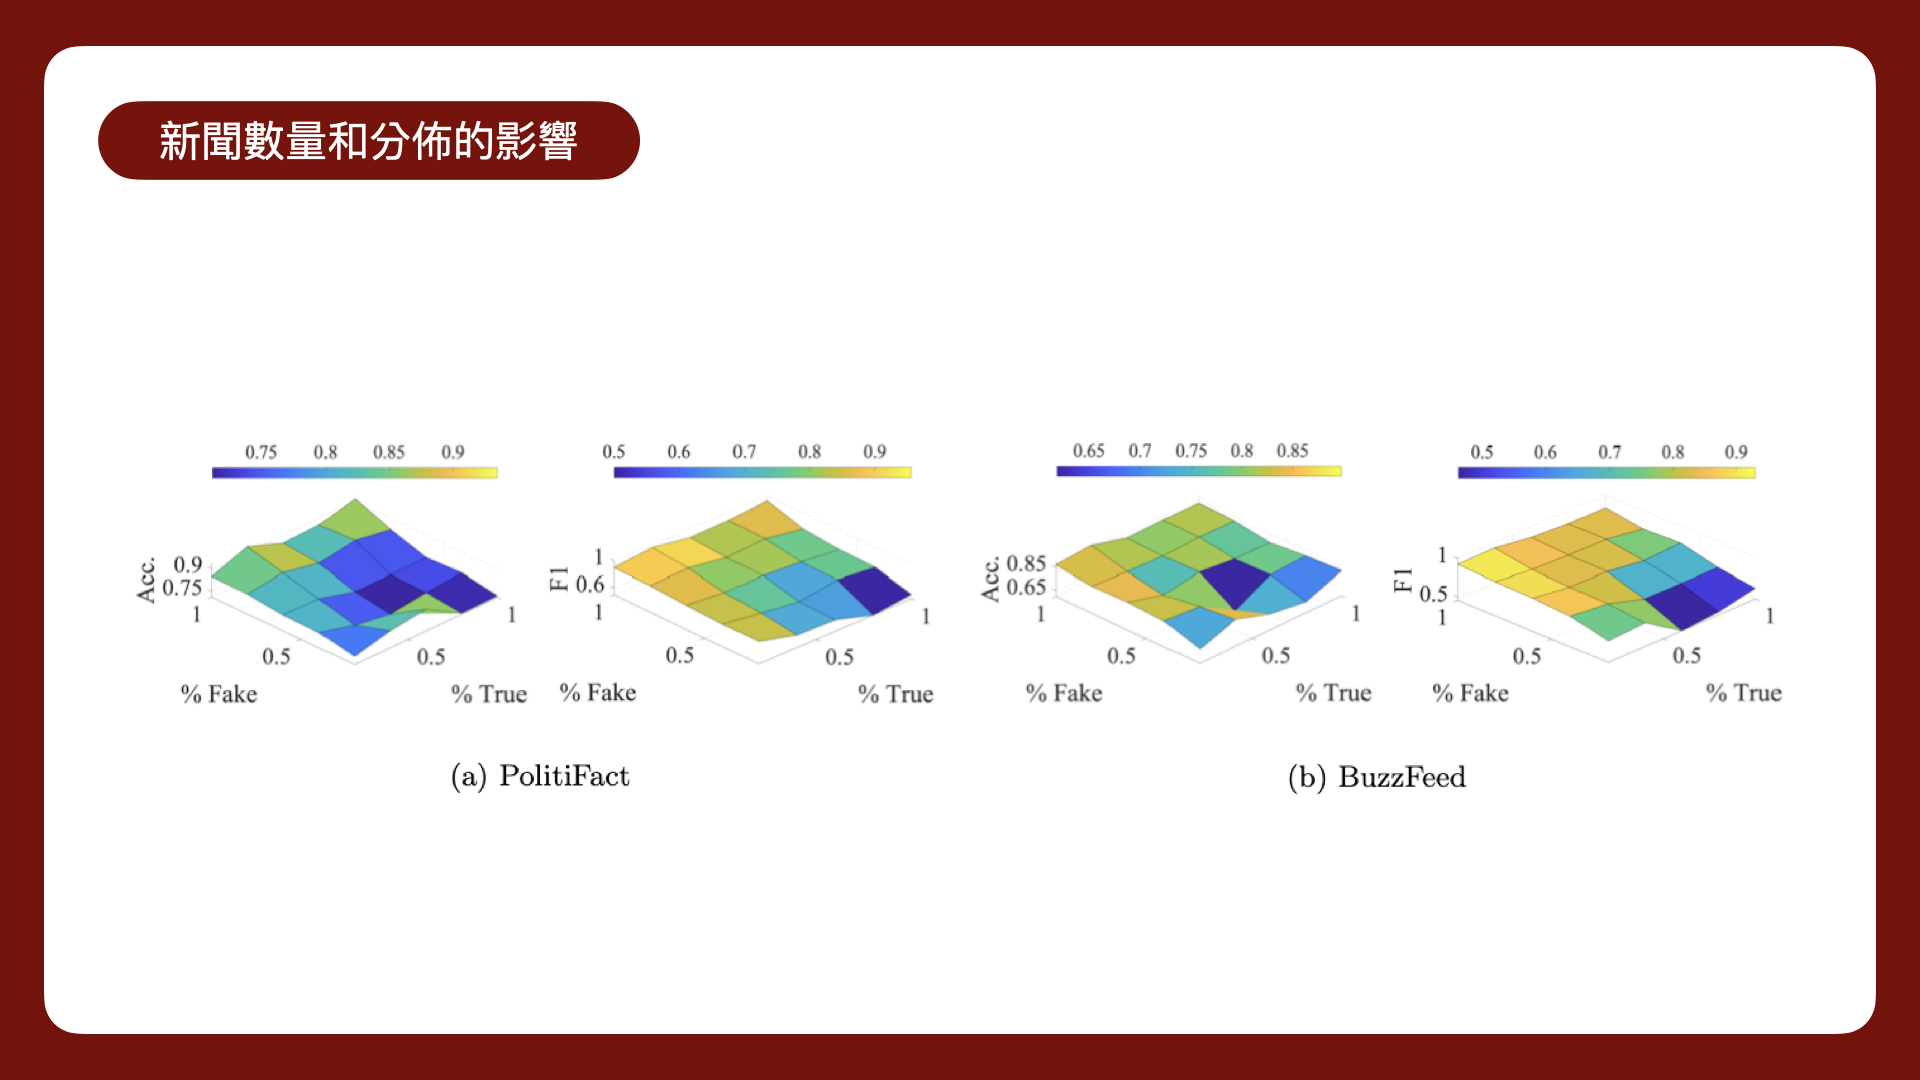 新聞數量和分佈的影響
0.75 0.8 0.85 0.9
Acc.
0.9
0.75
1
0.5
0.5
1
% Fake
% True
0.5 0.6 0.7 0.8 0.9
F1
1
0.6
1
0.5
0.5
1
% Fake
% True
(a) PolitiFact
0.65 0.7 0.75 0.8 0.85
Acc.
0.85
0.65
1
0.5
0.5
1
% Fake
% True
0.5 0.6 0.7 0.8 0.9
F1
1
0.5
1
0.5
0.5
1
% Fake
% True
(b) BuzzFeed